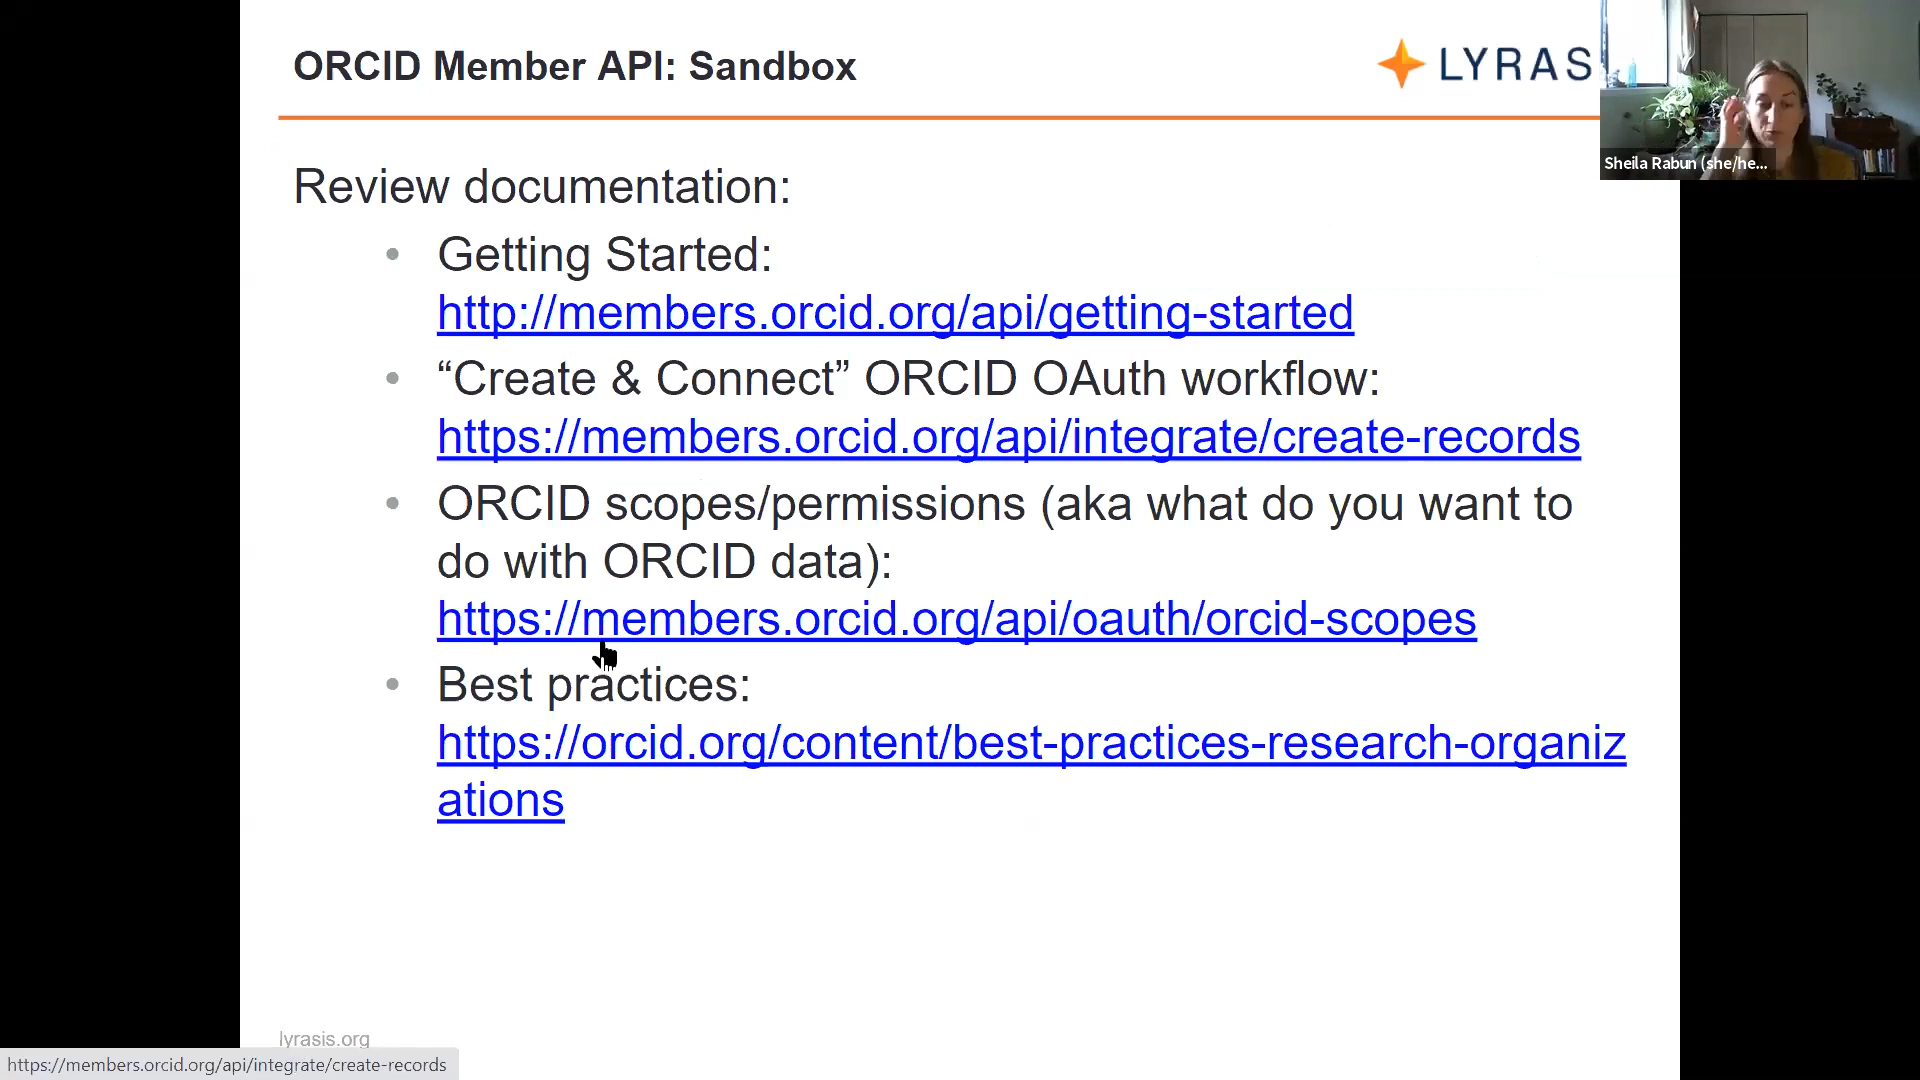 ORCID Member API: Sandbox
LYRAS
Sheila Rabun (she/he...
Review documentation:
• Getting Started:
http://members.orcid.org/api/getting-started
• “Create & Connect” ORCID OAuth workflow:
https://members.orcid.org/api/integrate/create-records
• ORCID scopes/permissions (aka what do you want to
do with ORCID data):
https://members.orcid.org/api/oauth/orcid-scopes
• Best practices:
https://orcid.org/content/best-practices-research-organiz
ations
lyrasis.org
https://members.orcid.org/api/integrate/create-records